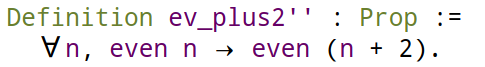 Definition ev_plus2'' : Prop :=
∀ n, even n → even (n + 2).